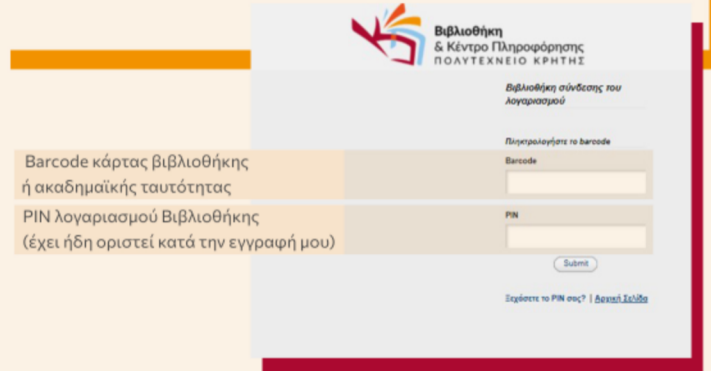 Βιβλιοθήκη
& Κέντρο Πληροφόρησης
ΠΟΛΥΤΕΧΝΕΙΟ ΚΡΗΤΗΣ
Βιβλιοθήκη σύνδεσης του
λογαριασμού
Πληκτρολογήστε το barcode
Barcode κάρτας βιβλιοθήκης
ή ακαδημαϊκής ταυτότητας
Barcode
PIN λογαριασμού Βιβλιοθήκης
(έχει ήδη οριστεί κατά την εγγραφή μου)
PIN
Submit
Ξεχάσετε το PIN σας? | Αρχική Σελίδα